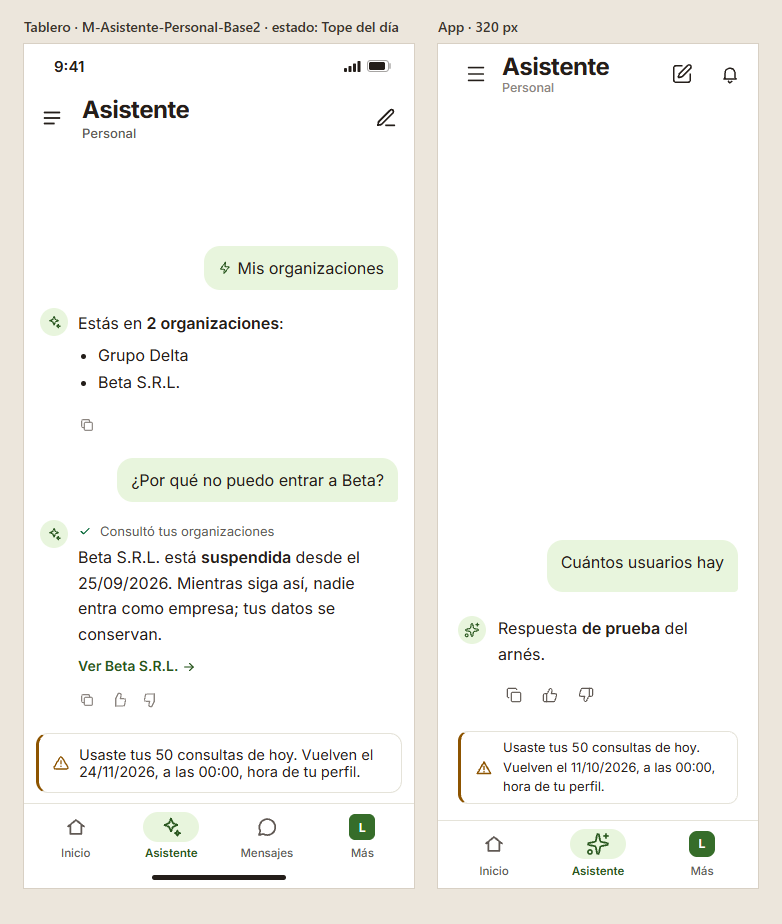 Tablero · M-Asistente-Personal-Base2 · estado: Tope del día
9:41
Asistente
Personal
Mis organizaciones
Estás en 2 organizaciones:
• Grupo Delta
• Beta S.R.L.
¿Por qué no puedo entrar a Beta?
Consultó tus organizaciones
Beta S.R.L. está suspendida desde el
25/09/2026. Mientras siga así, nadie
entra como empresa; tus datos se
conservan.
Ver Beta S.R.L. →
Usaste tus 50 consultas de hoy. Vuelven el
24/11/2026, a las 00:00, hora de tu perfil.
Inicio
Asistente
Mensajes
L
Más
App · 320 px
Asistente
Personal
Cuántos usuarios hay
Respuesta de prueba del
arnés.
Usaste tus 50 consultas de hoy.
Vuelven el 11/10/2026, a las 00:00,
hora de tu perfil.
Inicio
Asistente
L
Más